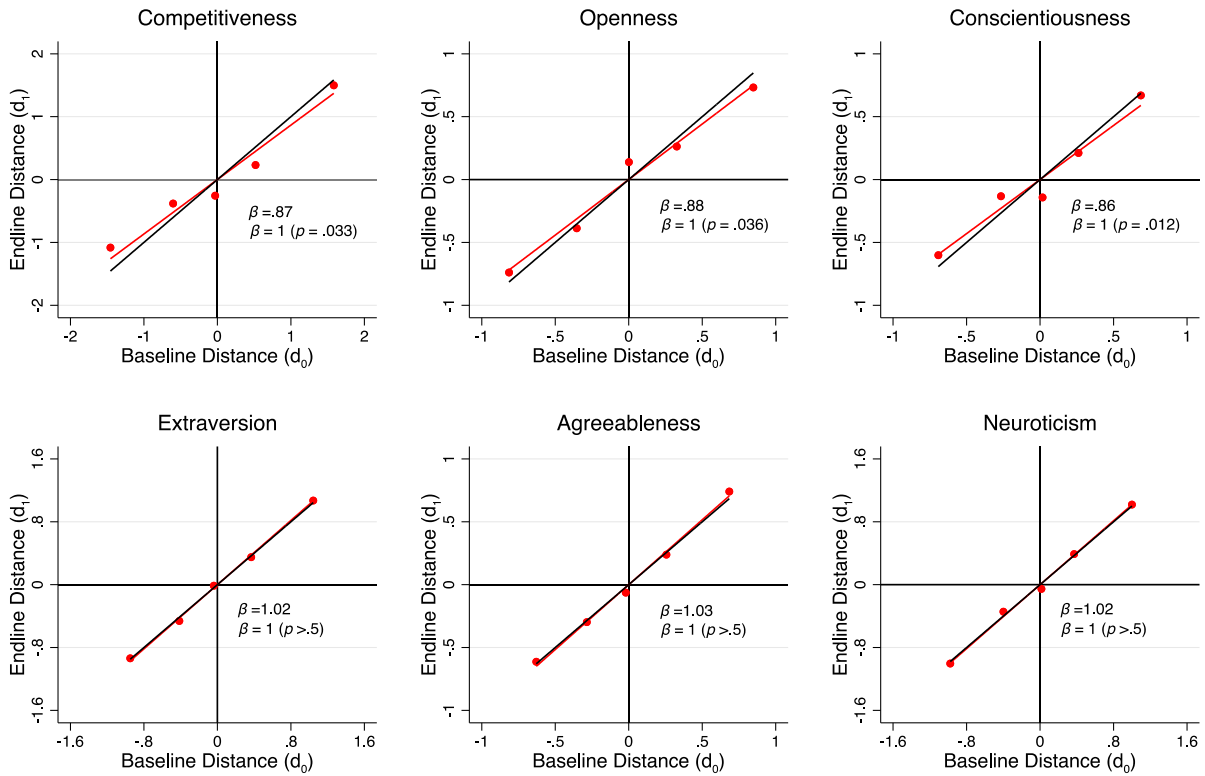 Competitiveness
Endline Distance (d₁)
2
1
0
-1
-2
β =.87
β = 1 (p = .033)
-2
-1
0
1
2
Baseline Distance (d₀)
Openness
Endline Distance (d₁)
1
.5
0
-.5
-1
β =.88
β = 1 (p = .036)
-1
-.5
0
.5
1
Baseline Distance (d₀)
Conscientiousness
Endline Distance (d₁)
1
.5
0
-.5
-1
β =.86
β = 1 (p = .012)
-1
-.5
0
.5
1
Baseline Distance (d₀)
Extraversion
Endline Distance (d₁)
1.6
.8
0
-.8
-1.6
β =1.02
β = 1 (p >.5)
-1.6
-.8
0
.8
1.6
Baseline Distance (d₀)
Agreeableness
Endline Distance (d₁)
1
.5
0
-.5
-1
β =1.03
β = 1 (p >.5)
-1
-.5
0
.5
1
Baseline Distance (d₀)
Neuroticism
Endline Distance (d₁)
1.6
.8
0
-.8
-1.6
β =1.02
β = 1 (p >.5)
-1.6
-.8
0
.8
1.6
Baseline Distance (d₀)